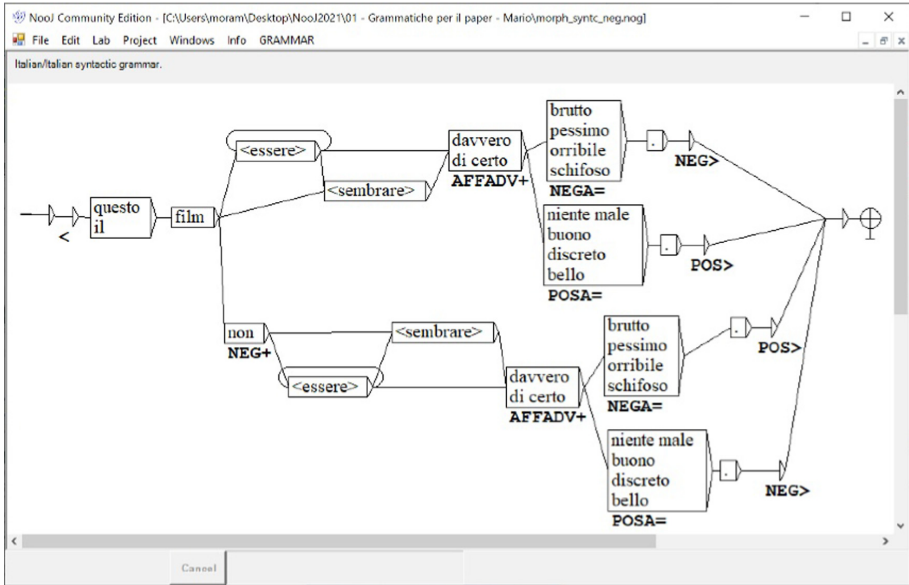 NooJ Community Edition - [C:\Users\moram\Desktop\NooJ2021\01 - Grammatiche per il paper - Mario\morph_syntc_neg.nog]
File Edit Lab Project Windows Info GRAMMAR
Italian/Italian syntactic grammar.
<
questo
il
film
<essere>
<sembrare>
davvero
di certo
AFFADV+
brutto
pessimo
orribile
schifoso
NEGA=
.
NEG>
niente male
buono
discreto
bello
POSA=
.
POS>
non
NEG+
<sembrare>
<essere>
davvero
di certo
AFFADV+
brutto
pessimo
orribile
schifoso
NEGA=
.
POS>
niente male
buono
discreto
bello
POSA=
.
NEG>
Cancel